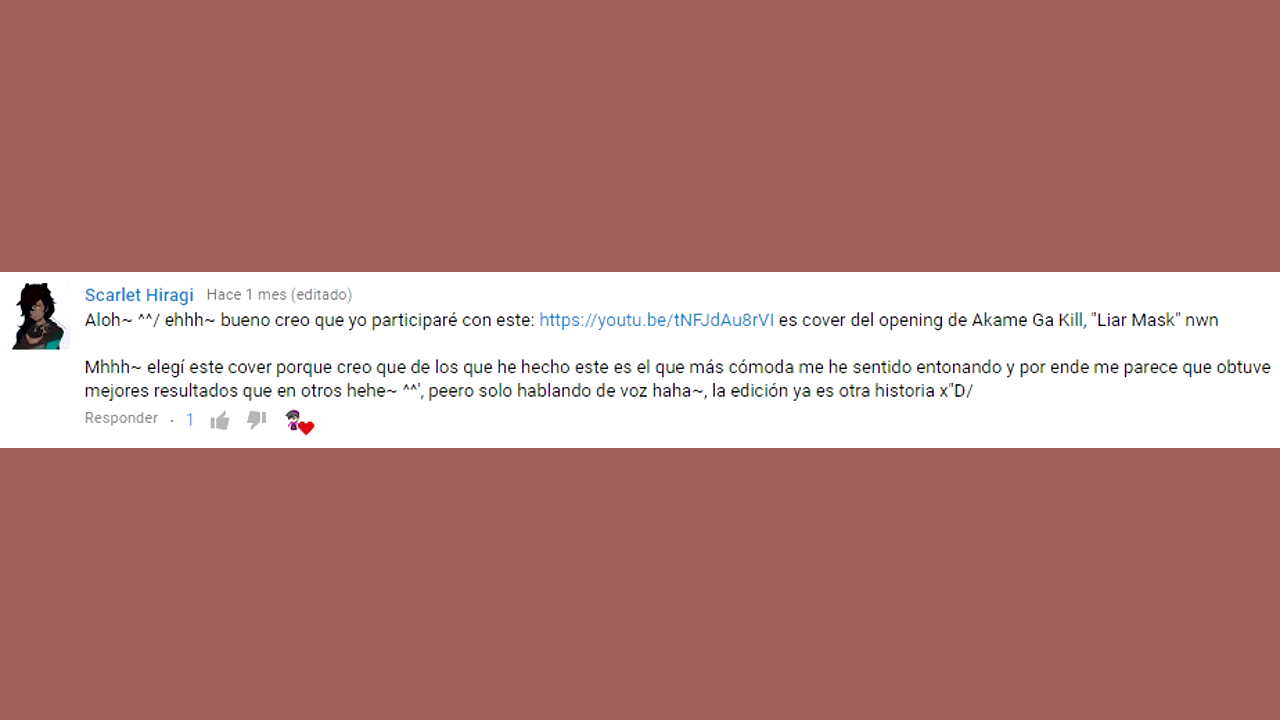 Scarlet Hiragi Hace 1 mes (editado)
Aloh~ ^^/ ehhh~ bueno creo que yo participaré con este: https://youtu.be/tNFJdAu8rVI es cover del opening de Akame Ga Kill, "Liar Mask" nwn
Mhhh~ elegí este cover porque creo que de los que he hecho este es el que más cómoda me he sentido entonando y por ende me parece que obtuve
mejores resultados que en otros hehe~ ^^', peero solo hablando de voz haha~, la edición ya es otra historia x"D/
Responder · 1